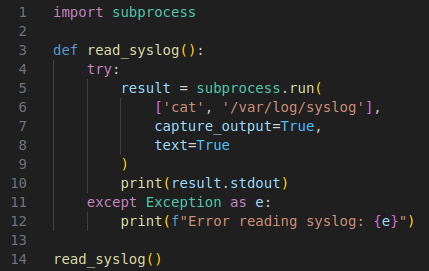 1 import subprocess
2
3 def read_syslog():
4     try:
5         result = subprocess.run(
6             ['cat', '/var/log/syslog'],
7             capture_output=True,
8             text=True
9         )
10         print(result.stdout)
11     except Exception as e:
12         print(f"Error reading syslog: {e}")
13
14 read_syslog()